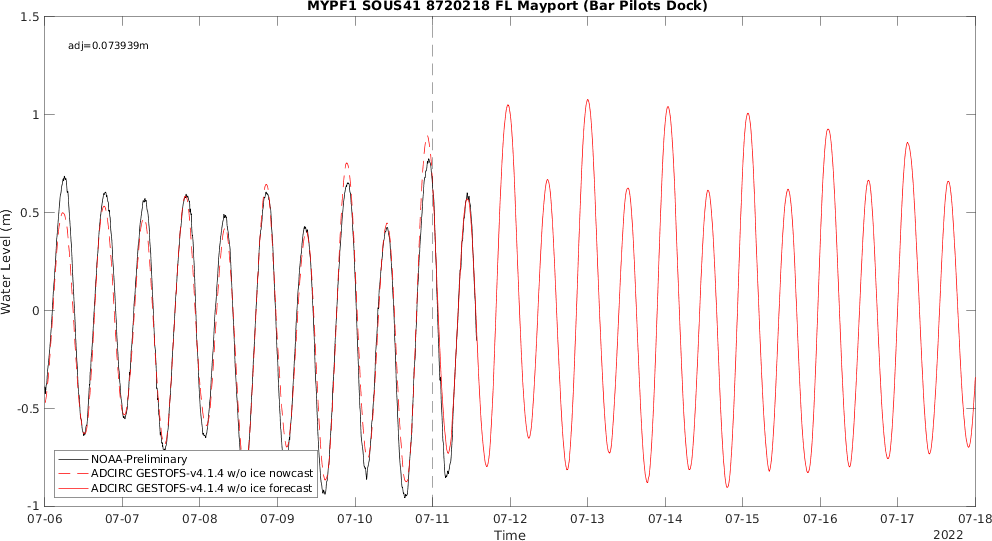 MYPF1 SOUS41 8720218 FL Mayport (Bar Pilots Dock)
adj=0.073939m
1.5
1
0.5
0
-0.5
-1
Water Level (m)
NOAA-Preliminary
ADCIRC GESTOFS-v4.1.4 w/o ice nowcast
ADCIRC GESTOFS-v4.1.4 w/o ice forecast
07-06 07-07 07-08 07-09 07-10 07-11 07-12 07-13 07-14 07-15 07-16 07-17 07-18
Time
2022